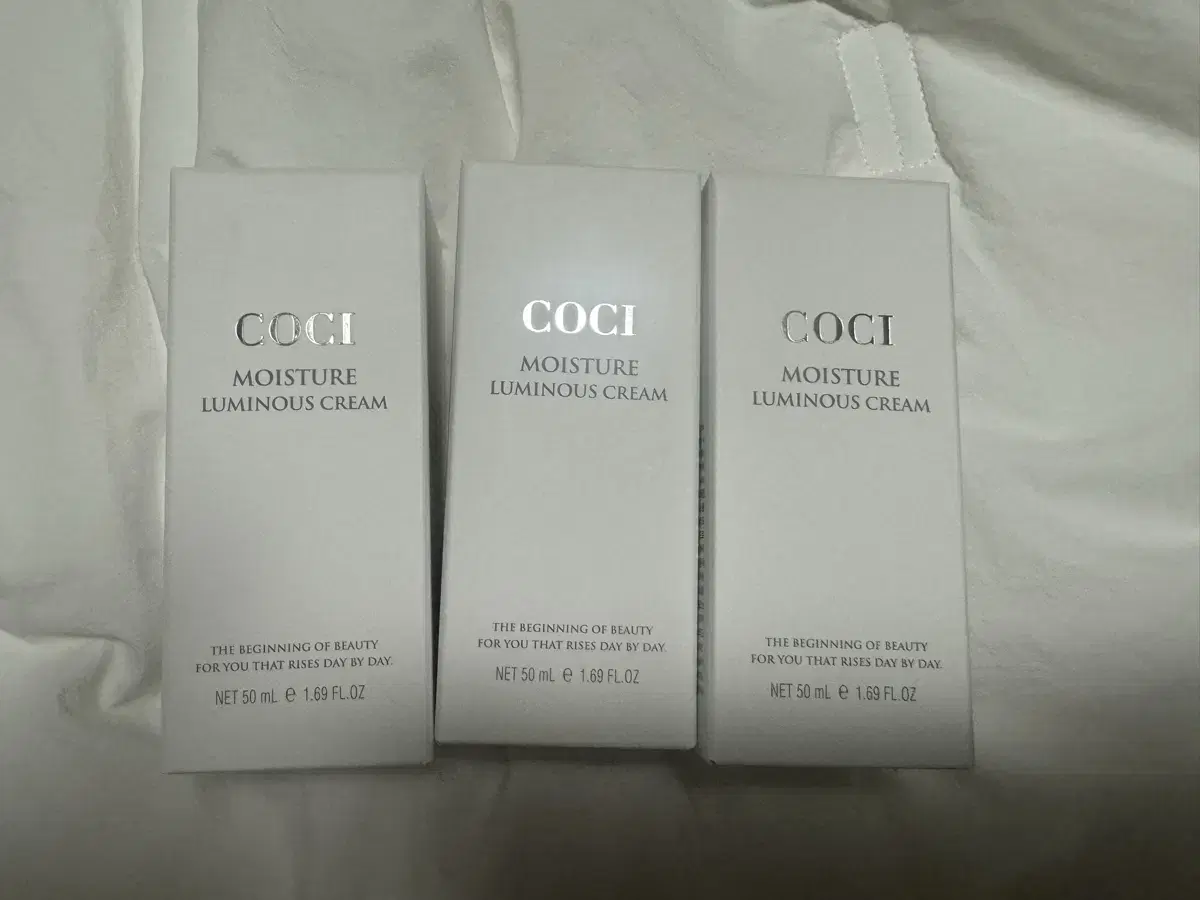 COCI
MOISTURE
LUMINOUS CREAM
THE BEGINNING OF BEAUTY
FOR YOU THAT RISES DAY BY DAY.
NET 50 mL ℮ 1.69 FL.OZ
COCI
MOISTURE
LUMINOUS CREAM
THE BEGINNING OF BEAUTY
FOR YOU THAT RISES DAY BY DAY.
NET 50 mL ℮ 1.69 FL.OZ
COCI
MOISTURE
LUMINOUS CREAM
THE BEGINNING OF BEAUTY
FOR YOU THAT RISES DAY BY DAY.
NET 50 mL ℮ 1.69 FL.OZ